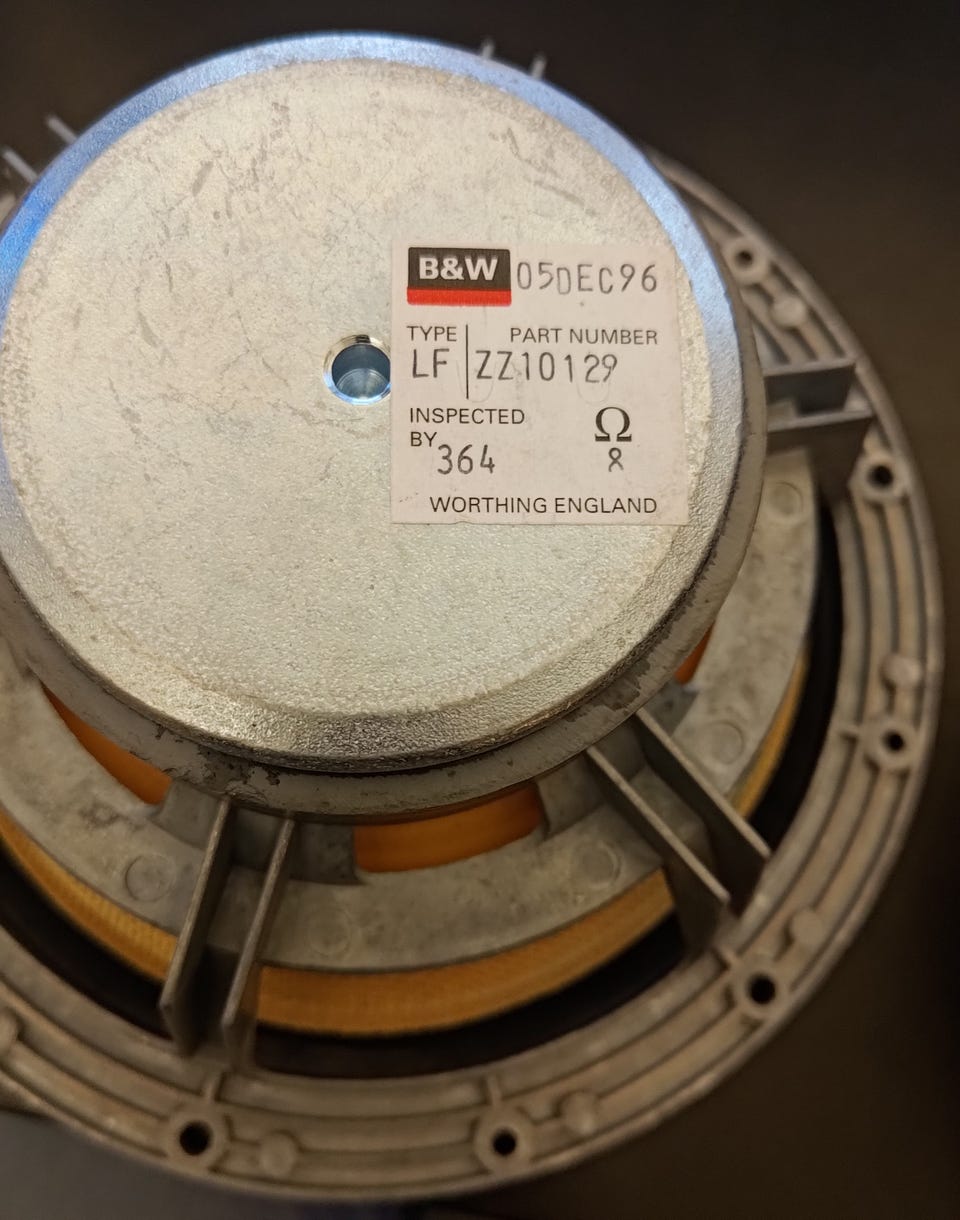 B&W 05DEC96
TYPE PART NUMBER
LF ZZ10129
INSPECTED Ω
BY 364 8
WORTHING ENGLAND